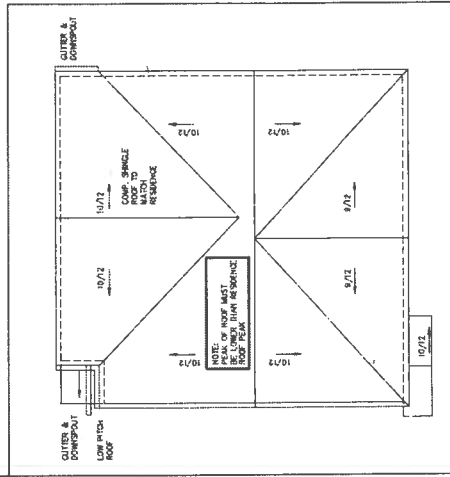 GUTTER &
DOWNSPOUT
LOW PITCH
ROOF
10/12
10/12
COMP. SHINGLE
ROOF TO
MATCH
RESIDENCE
GUTTER &
DOWNSPOUT
10/12
10/12
NOTE:
PEAK OF ROOF MUST
BE LOWER THAN RESIDENCE
ROOF PEAK
10/12
10/12
9/12
9/12
10/12